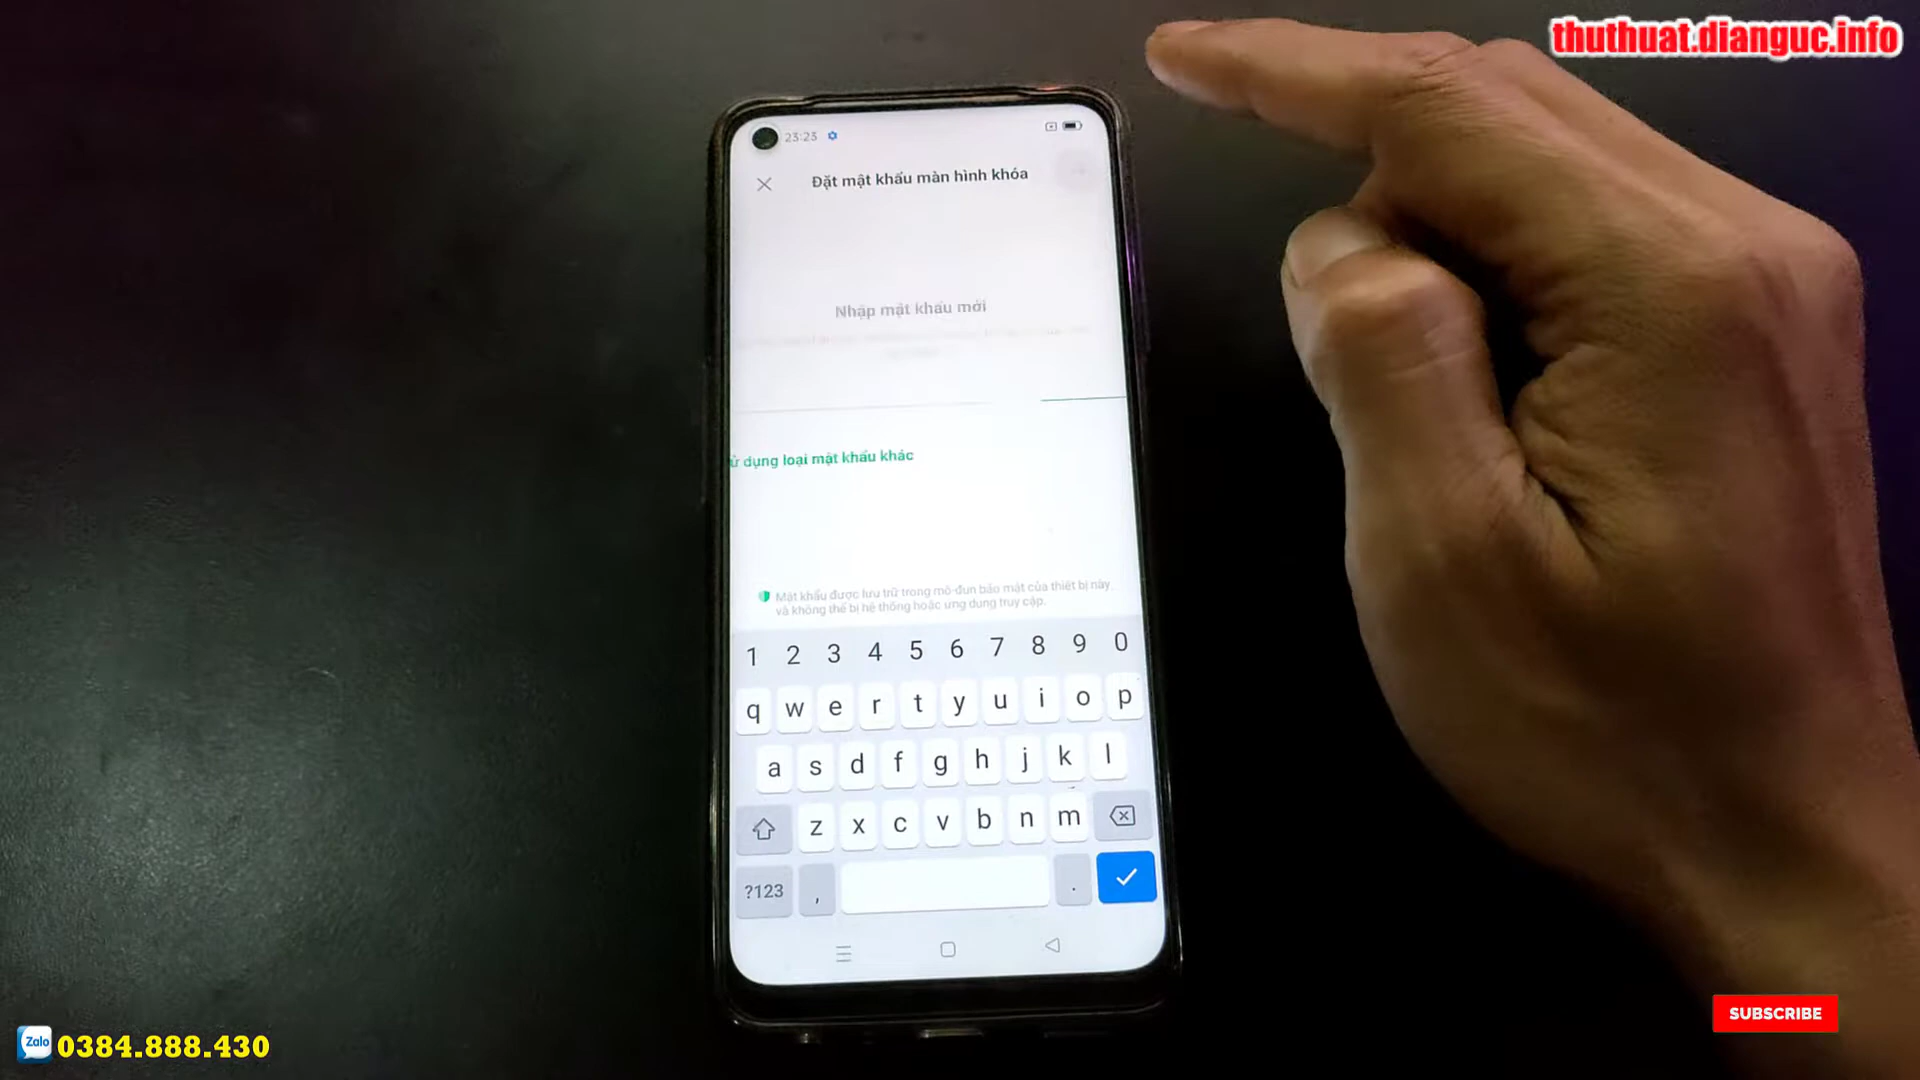 thuthuat.dianguc.info
23:23
Đặt mật khẩu màn hình khóa
Nhập mật khẩu mới
ử dụng loại mật khẩu khác
Mật khẩu được lưu trữ trong mô-đun bảo mật của thiết bị này
và không thể bị hệ thống hoặc ứng dụng truy cập.
1 2 3 4 5 6 7 8 9 0
q w e r t y u i o p
a s d f g h j k l
z x c v b n m
?123 , .
SUBSCRIBE
Zalo 0384.888.430